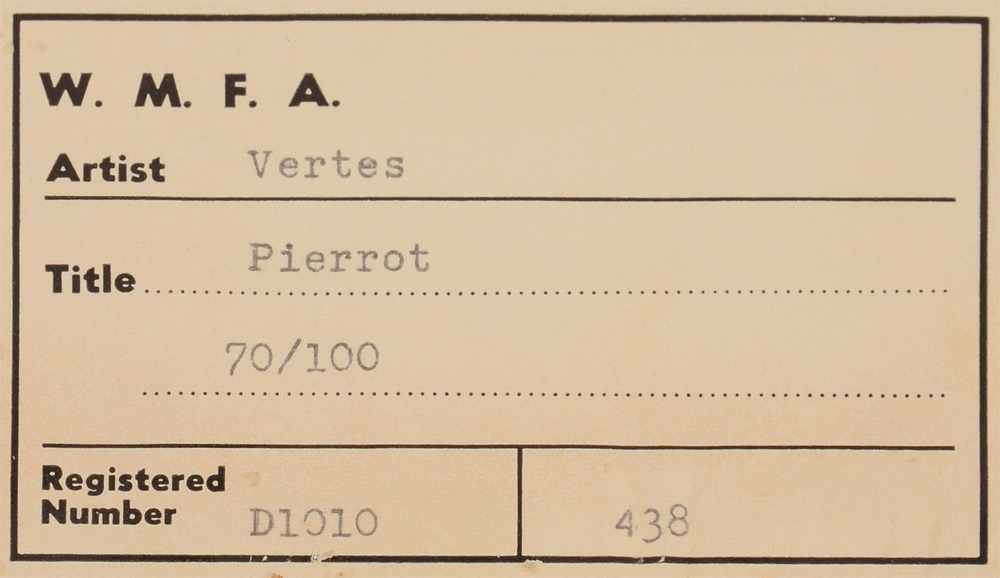 W. M. F. A.
Artist Vertes
Title Pierrot
70/100
Registered
Number D1010 438